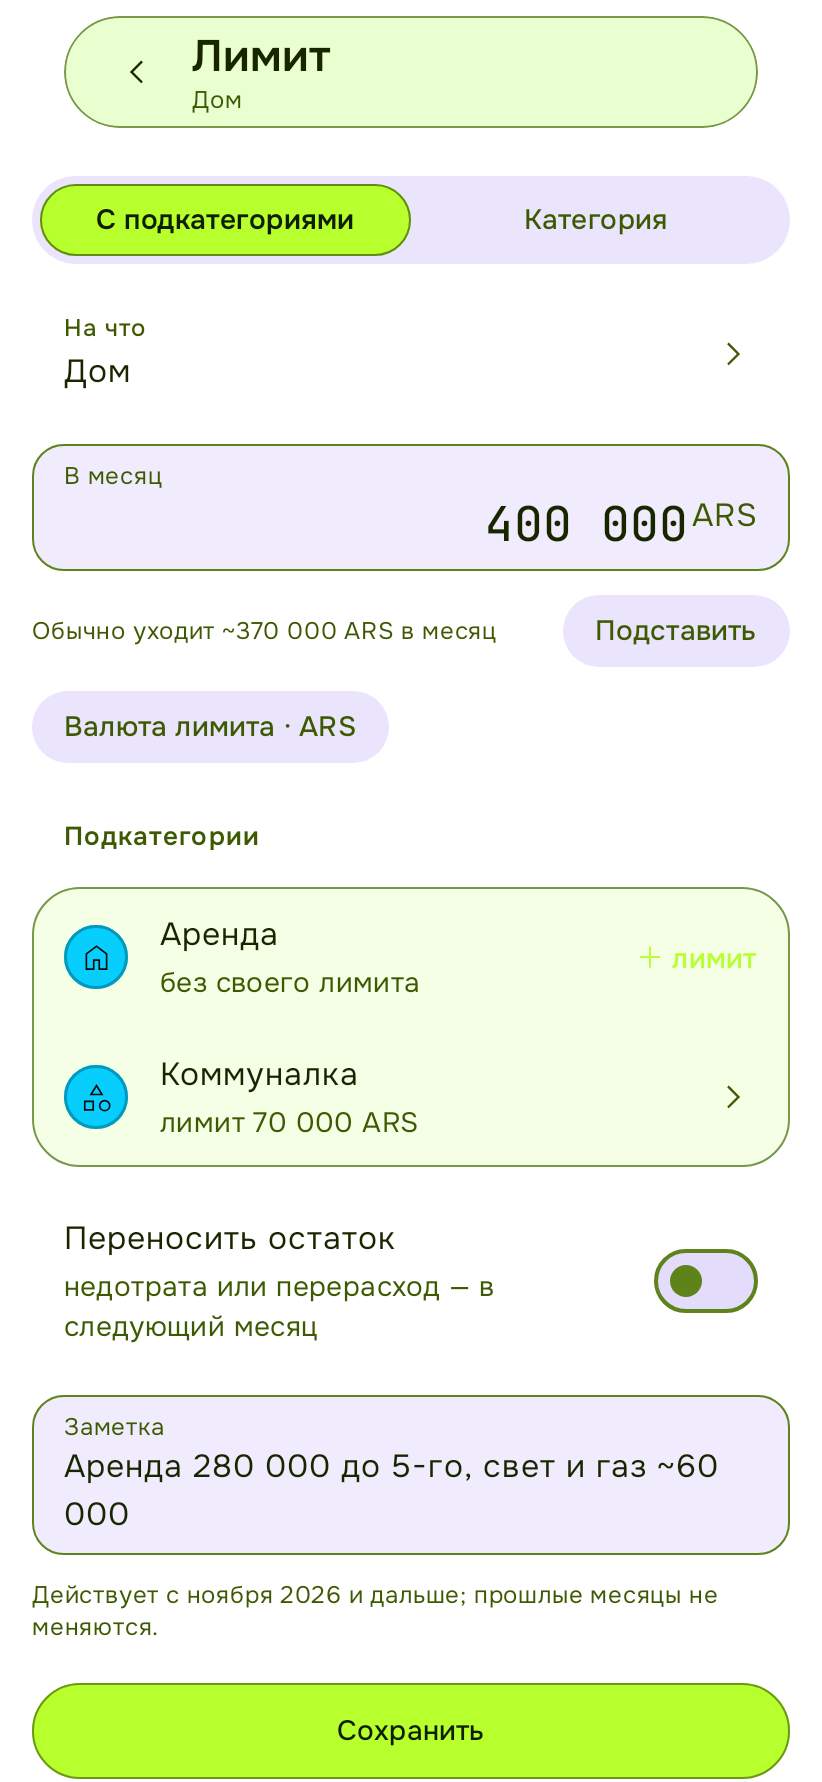 Лимит
Дом
С подкатегориями
Категория
На что
Дом
В месяц
400 000 ARS
Обычно уходит ~370 000 ARS в месяц
Подставить
Валюта лимита · ARS
Подкатегории
Аренда
без своего лимита
+ лимит
Коммуналка
лимит 70 000 ARS
Переносить остаток
недотрата или перерасход — в
следующий месяц
Заметка
Аренда 280 000 до 5-го, свет и газ ~60
000
Действует с ноября 2026 и дальше; прошлые месяцы не
меняются.
Сохранить